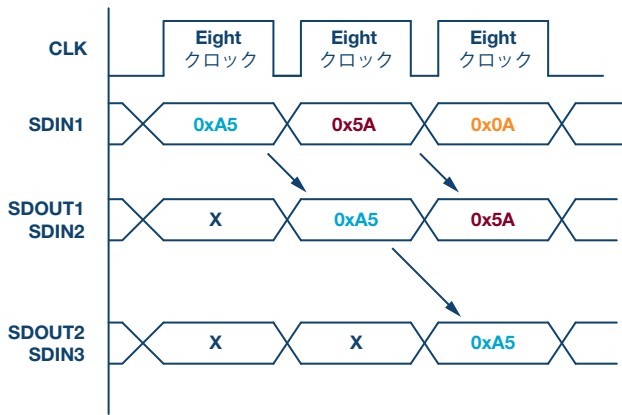 CLK
Eight
クロック
Eight
クロック
Eight
クロック
SDIN1
0xA5
0x5A
0x0A
SDOUT1
SDIN2
X
0xA5
0x5A
SDOUT2
SDIN3
X
X
0xA5